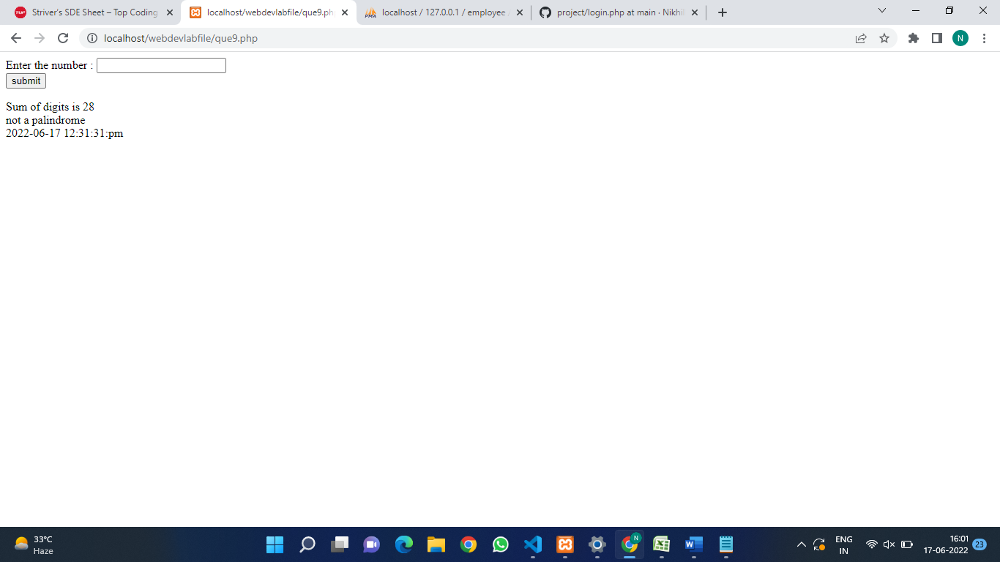 Striver's SDE Sheet – Top Coding
localhost/webdevlabfile/que9.ph
localhost / 127.0.0.1 / employee
project/login.php at main · Nikhil
localhost/webdevlabfile/que9.php
N
Enter the number :
submit
Sum of digits is 28
not a palindrome
2022-06-17 12:31:31:pm
33°C
Haze
N
ENG
IN
16:01
17-06-2022
23